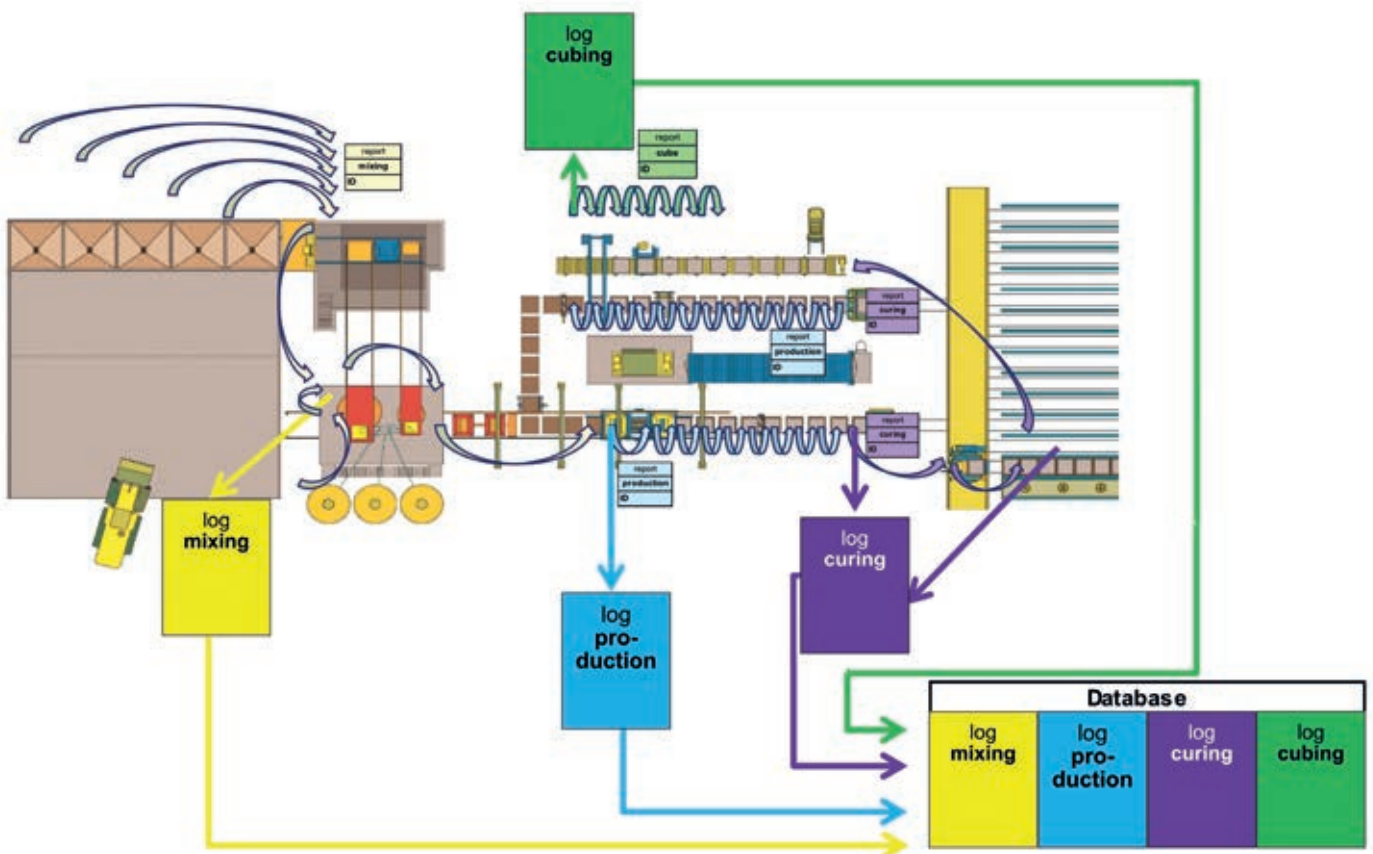 log
cubing
report
cube
ID
report
mixing
ID
report
curing
ID
report
production
ID
report
curing
ID
report
production
ID
log
mixing
log
curing
log
pro-
duction
Database
log
mixing
log
pro-
duction
log
curing
log
cubing